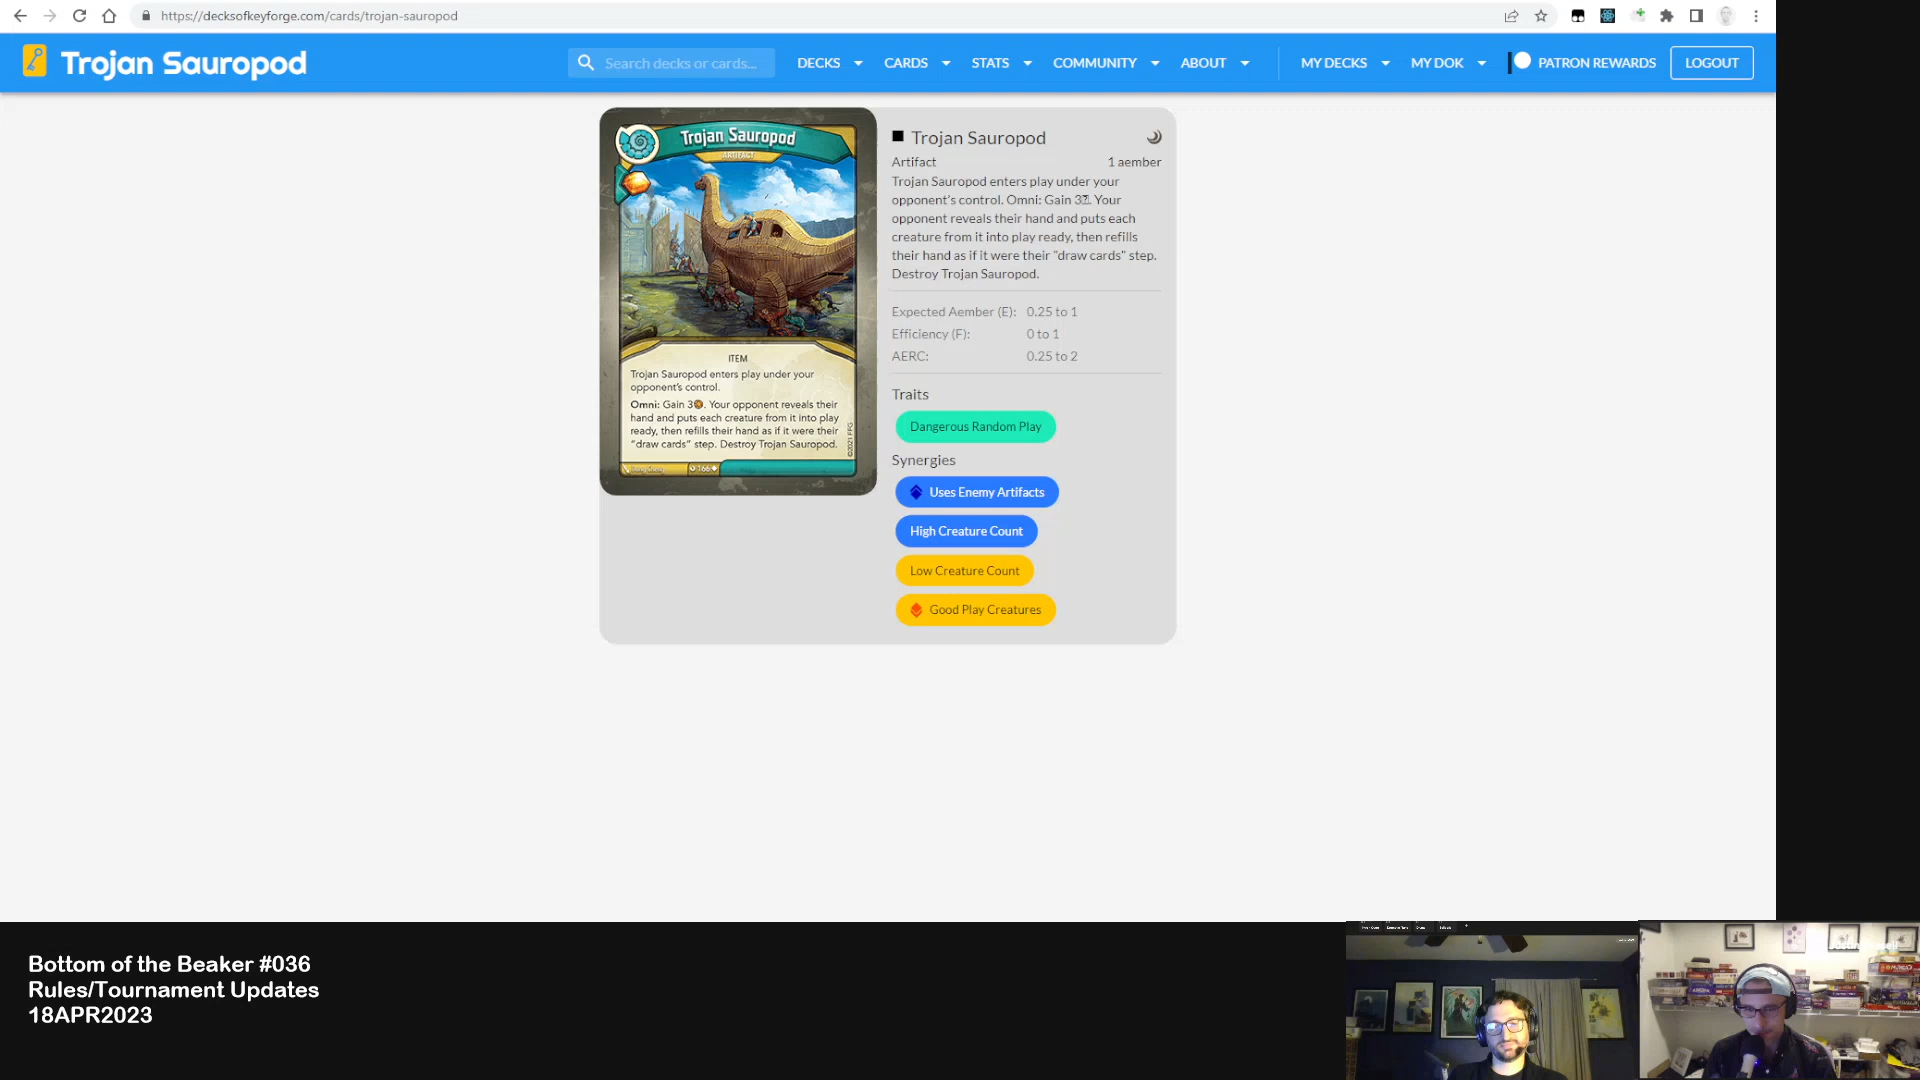 https://decksofkeyforge.com/cards/trojan-sauropod
Trojan Sauropod
Search decks or cards...
DECKS
CARDS
STATS
COMMUNITY
ABOUT
MY DECKS
MY DOK
PATRON REWARDS
LOGOUT
Trojan Sauropod
ARTIFACT
ITEM
Trojan Sauropod enters play under your
opponent's control.
Omni: Gain 3. Your opponent reveals their
hand and puts each creature from it into play
ready, then refills their hand as if it were their
"draw cards" step. Destroy Trojan Sauropod.
166
©2021 FFG
Trojan Sauropod
Artifact
1 aember
Trojan Sauropod enters play under your
opponent's control. Omni: Gain 3. Your
opponent reveals their hand and puts each
creature from it into play ready, then refills
their hand as if it were their "draw cards" step.
Destroy Trojan Sauropod.
Expected Aember (E): 0.25 to 1
Efficiency (F): 0 to 1
AERC: 0.25 to 2
Traits
Dangerous Random Play
Synergies
Uses Enemy Artifacts
High Creature Count
Low Creature Count
Good Play Creatures
Bottom of the Beaker #036
Rules/Tournament Updates
18APR2023